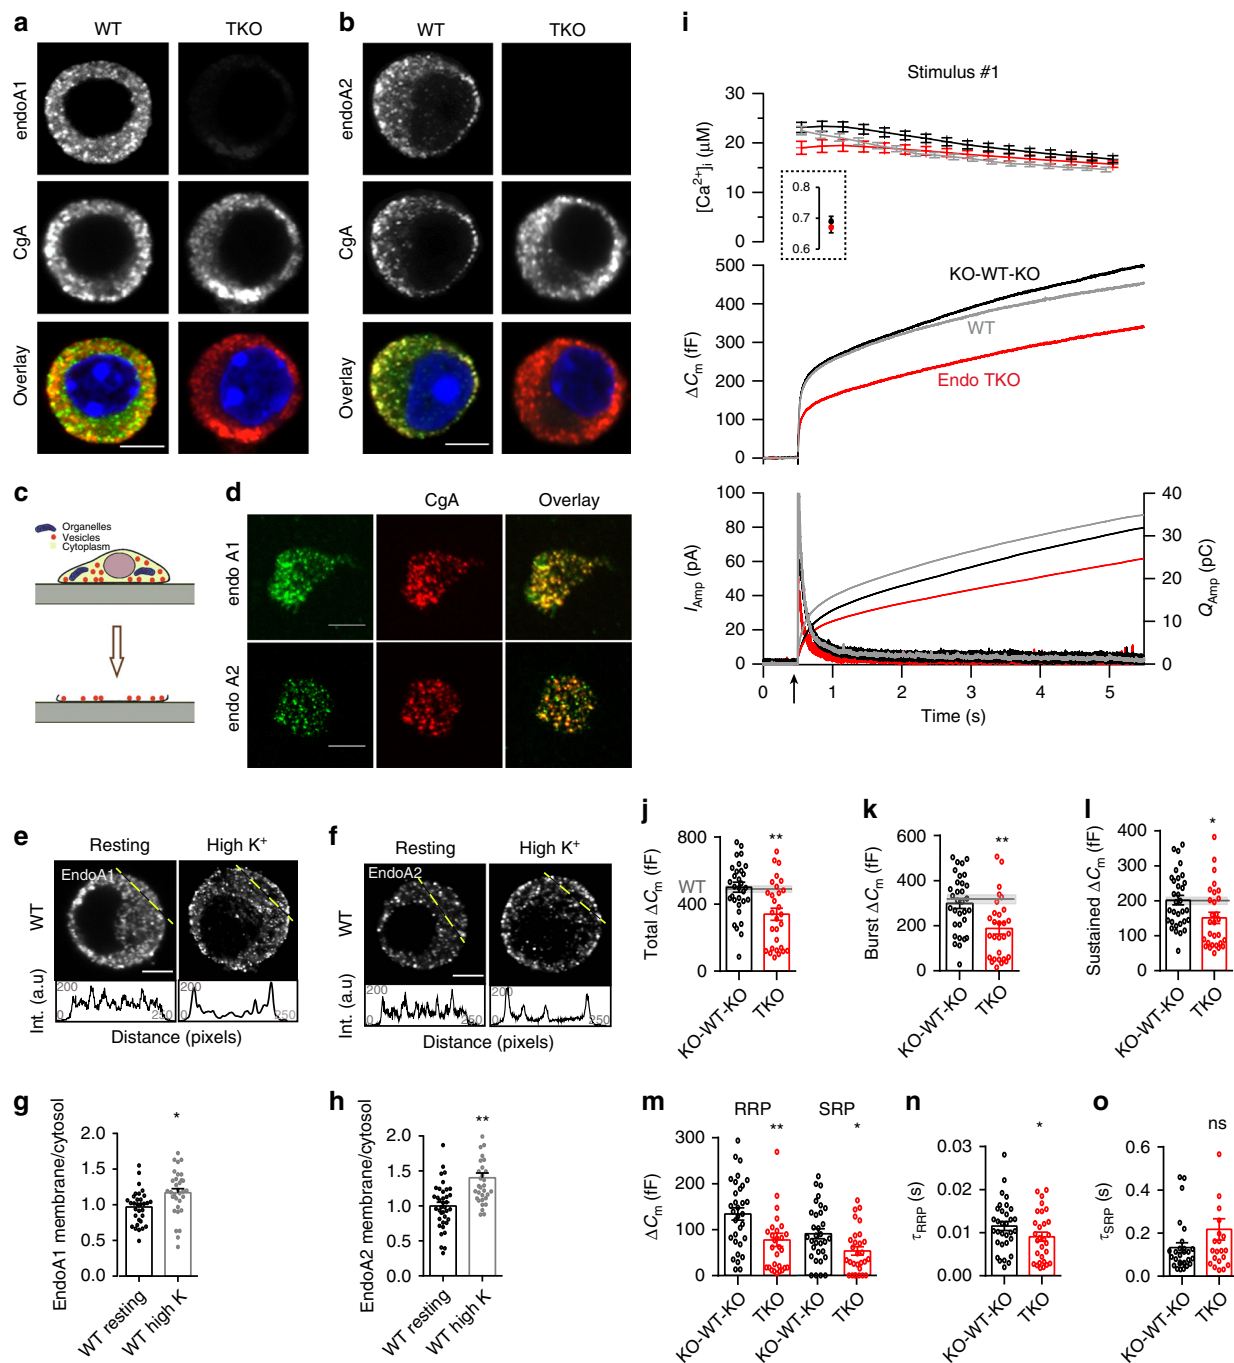 a
WT
TKO
endoA1
CgA
Overlay
b
WT
TKO
endoA2
CgA
Overlay
c
Organelles
Vesicles
Cytoplasm
d
CgA
Overlay
endo A1
endo A2
e
Resting
High K⁺
EndoA1
WT
Int. (a.u)
200
0
250
Distance (pixels)
f
Resting
High K⁺
EndoA2
WT
Int. (a.u)
200
0
250
Distance (pixels)
g
*
EndoA1 membrane/cytosol
2.0
1.5
1.0
0.5
0.0
WT resting
WT high K
h
**
EndoA2 membrane/cytosol
2.0
1.5
1.0
0.5
0.0
WT resting
WT high K
i
Stimulus #1
[Ca²⁺]i (μM)
30
20
10
0
0.8
0.7
0.6
ΔCm (fF)
500
400
300
200
100
0
KO-WT-KO
WT
Endo TKO
IAmp (pA)
100
80
60
40
20
0
QAmp (pC)
40
30
20
10
0
0 1 2 3 4 5
Time (s)
j
**
Total ΔCm (fF)
800
400
0
WT
KO-WT-KO
TKO
k
**
Burst ΔCm (fF)
600
400
200
0
KO-WT-KO
TKO
l
*
Sustained ΔCm (fF)
400
300
200
100
0
KO-WT-KO
TKO
m
RRP
SRP
**
*
ΔCm (fF)
300
200
100
0
KO-WT-KO
TKO
KO-WT-KO
TKO
n
*
τRRP (s)
0.03
0.02
0.01
0.00
KO-WT-KO
TKO
o
ns
τSRP (s)
0.6
0.4
0.2
0.0
KO-WT-KO
TKO